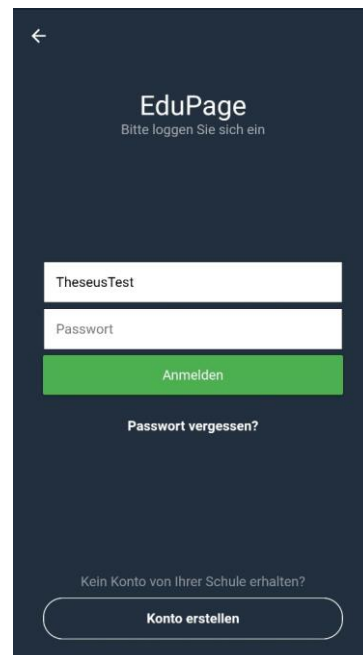 EduPage
Bitte loggen Sie sich ein
TheseusTest
Passwort
Anmelden
Passwort vergessen?
Kein Konto von Ihrer Schule erhalten?
Konto erstellen